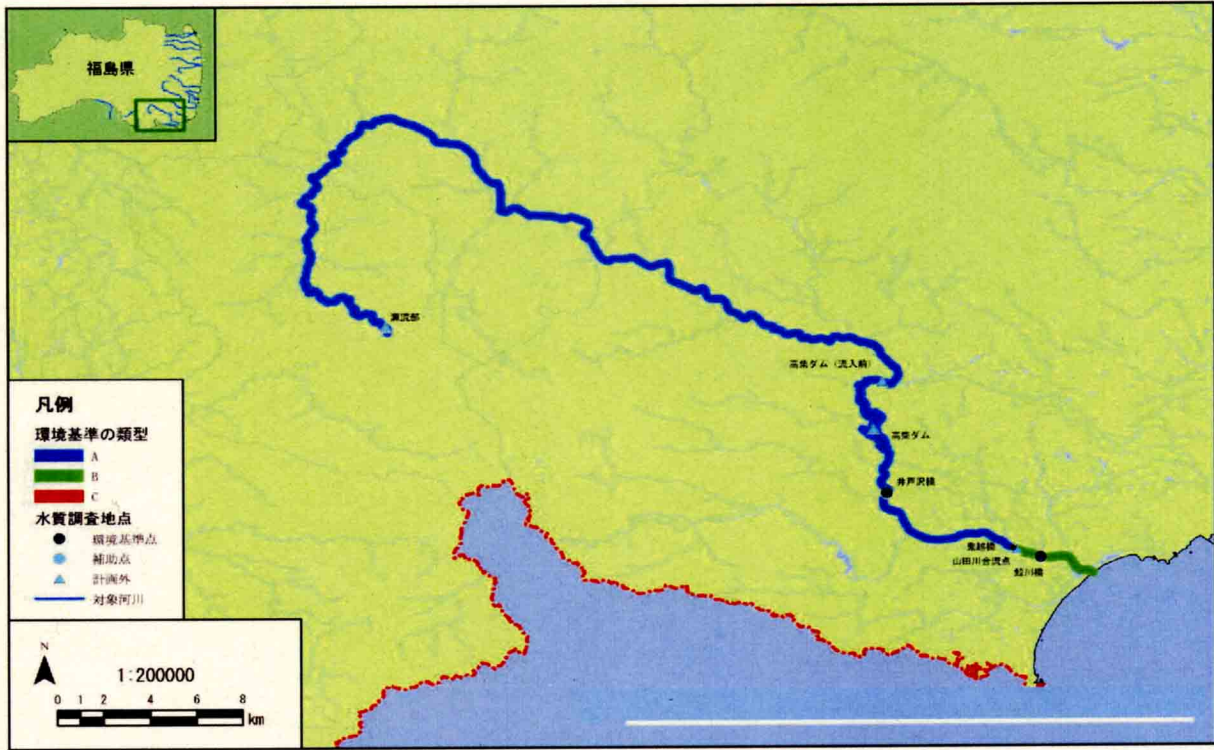 福島県
源流部
高柴ダム（流入前）
高柴ダム
井戸沢橋
鬼越橋
山田川合流点
鮫川橋
凡例
環境基準の類型
A
B
C
水質調査地点
環境基準点
補助点
計画外
対象河川
N
1:200000
0 1 2 4 6 8
km